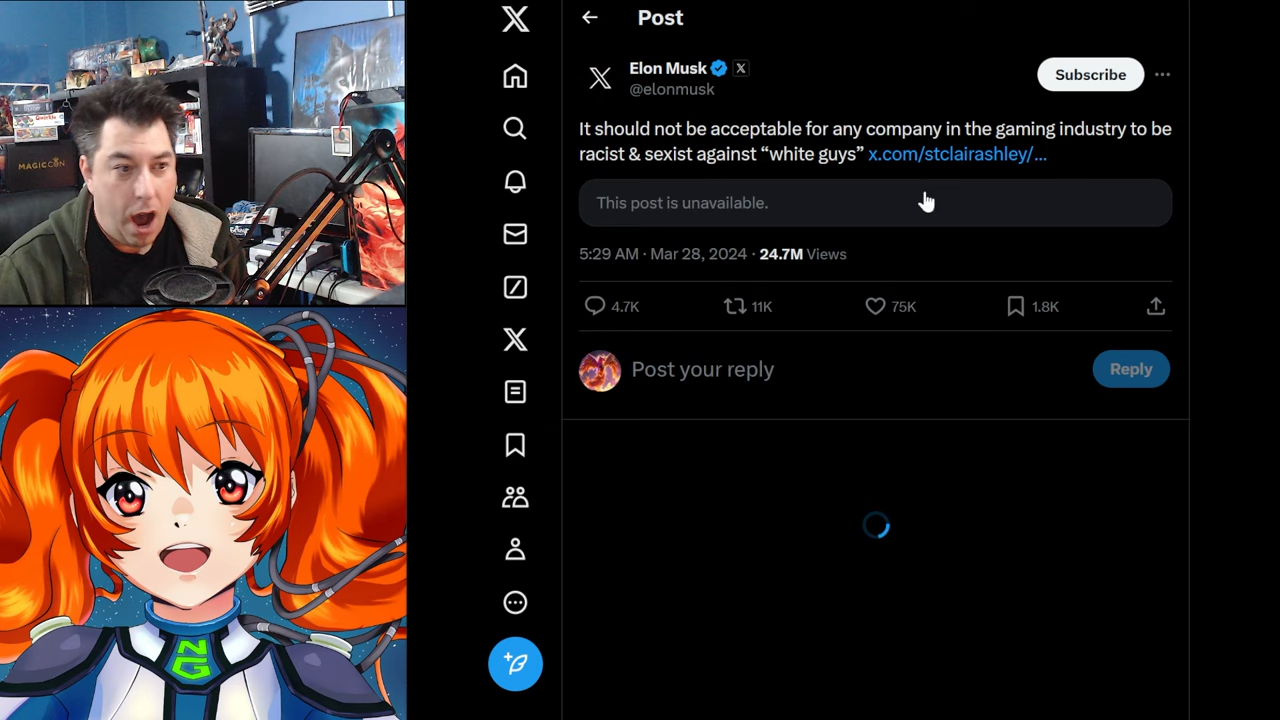 Post
Elon Musk
@elonmusk
Subscribe
It should not be acceptable for any company in the gaming industry to be
racist & sexist against “white guys” x.com/stclairashley/...
This post is unavailable.
5:29 AM · Mar 28, 2024 · 24.7M Views
4.7K 11K 75K 1.8K
Post your reply
Reply
MAGICCON
NG